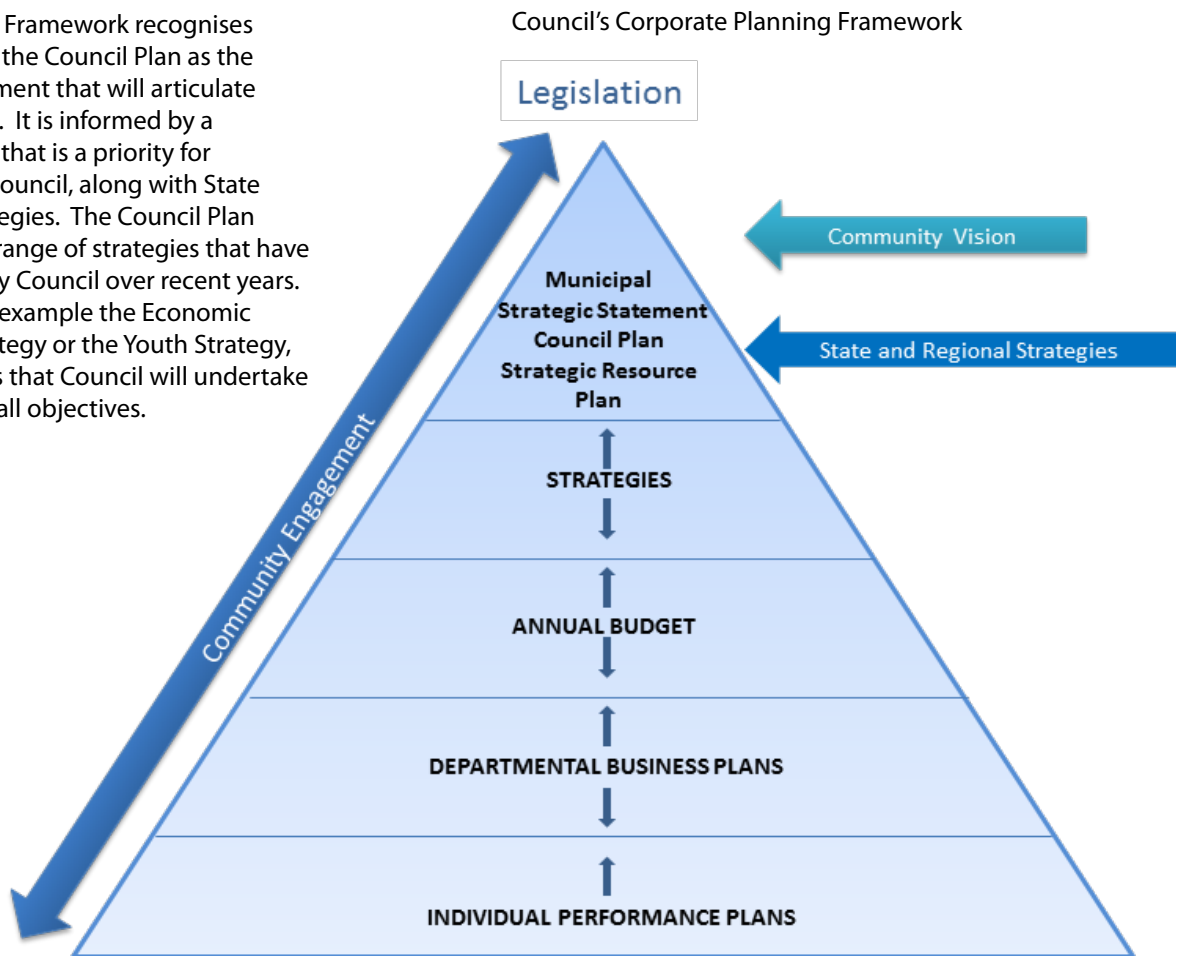 Framework recognises
the Council Plan as the
ment that will articulate
. It is informed by a
that is a priority for
ouncil, along with State
egies. The Council Plan
range of strategies that have
y Council over recent years.
example the Economic
tegy or the Youth Strategy,
s that Council will undertake
all objectives.
Council’s Corporate Planning Framework
Legislation
Community Vision
State and Regional Strategies
Community Engagement
Municipal
Strategic Statement
Council Plan
Strategic Resource
Plan
STRATEGIES
ANNUAL BUDGET
DEPARTMENTAL BUSINESS PLANS
INDIVIDUAL PERFORMANCE PLANS